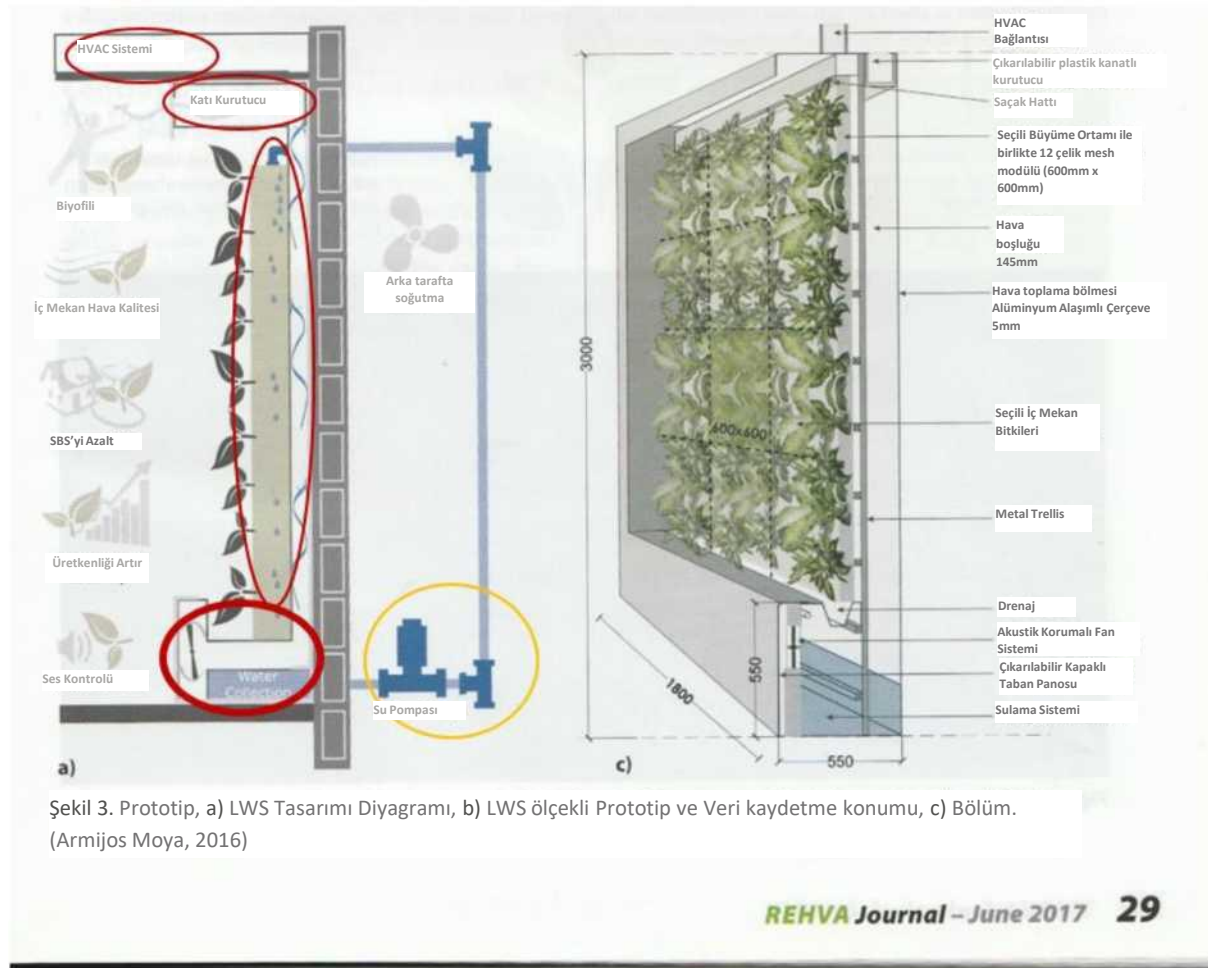 HVAC Sistemi
Katı Kurutucu
Biyofili
İç Mekan Hava Kalitesi
SBS'yi Azalt
Üretkenliği Artır
Ses Kontrolü
Arka tarafta
soğutma
Water
Collection
Su Pompası
a)
HVAC
Bağlantısı
Çıkarılabilir plastik kanatlı
kurutucu
Saçak Hattı
Seçili Büyüme Ortamı ile
birlikte 12 çelik mesh
modülü (600mm x
600mm)
Hava
boşluğu
145mm
Hava toplama bölmesi
Alüminyum Alaşımlı Çerçeve
5mm
Seçili İç Mekan
Bitkileri
Metal Trellis
Drenaj
Akustik Korumalı Fan
Sistemi
Çıkarılabilir Kapaklı
Taban Panosu
Sulama Sistemi
3000
600x600
1800
550
550
c)
Şekil 3. Prototip, a) LWS Tasarımı Diyagramı, b) LWS ölçekli Prototip ve Veri kaydetme konumu, c) Bölüm.
(Armijos Moya, 2016)
REHVA Journal – June 2017 29